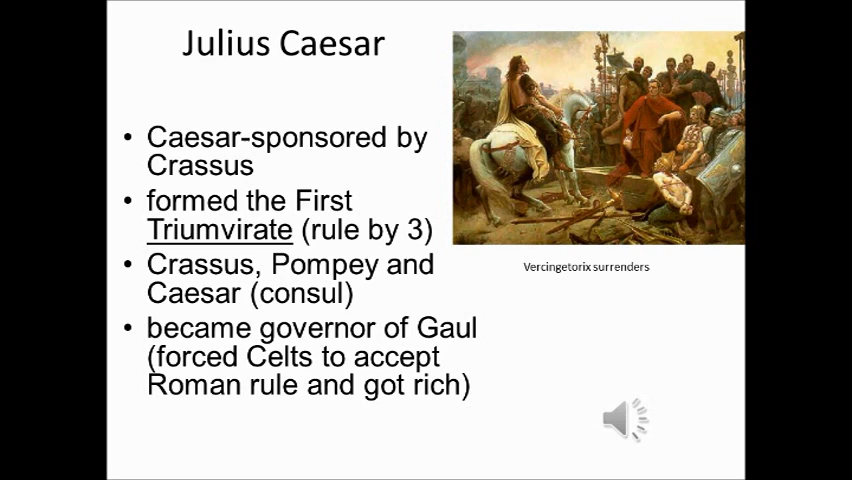 Julius Caesar
• Caesar-sponsored by
Crassus
• formed the First
Triumvirate (rule by 3)
• Crassus, Pompey and
Caesar (consul)
• became governor of Gaul
(forced Celts to accept
Roman rule and got rich)
Vercingetorix surrenders